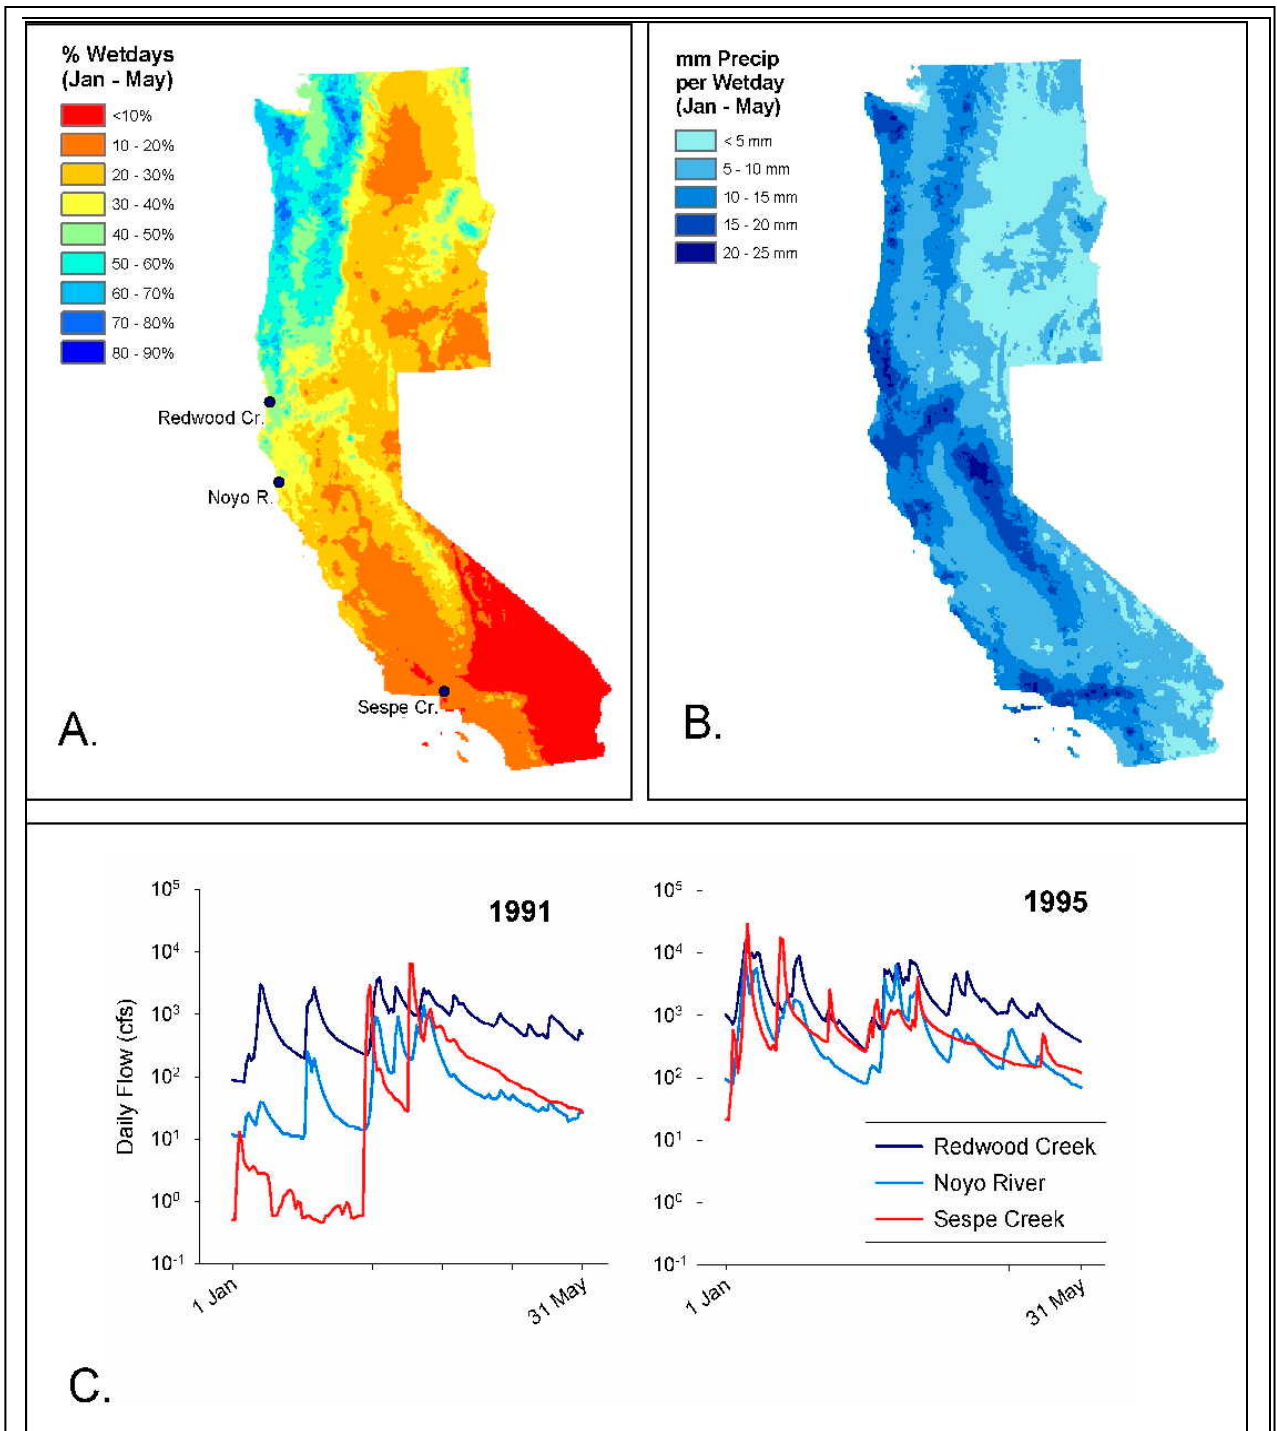 % Wetdays
(Jan - May)
<10%
10 - 20%
20 - 30%
30 - 40%
40 - 50%
50 - 60%
60 - 70%
70 - 80%
80 - 90%
Redwood Cr.
Noyo R.
Sespe Cr.
A.
mm Precip
per Wetday
(Jan - May)
< 5 mm
5 - 10 mm
10 - 15 mm
15 - 20 mm
20 - 25 mm
B.
1991
Daily Flow (cfs)
10⁵
10⁴
10³
10²
10¹
10⁰
10⁻¹
1 Jan
31 May
1995
10⁵
10⁴
10³
10²
10¹
10⁰
10⁻¹
1 Jan
31 May
Redwood Creek
Noyo River
Sespe Creek
C.